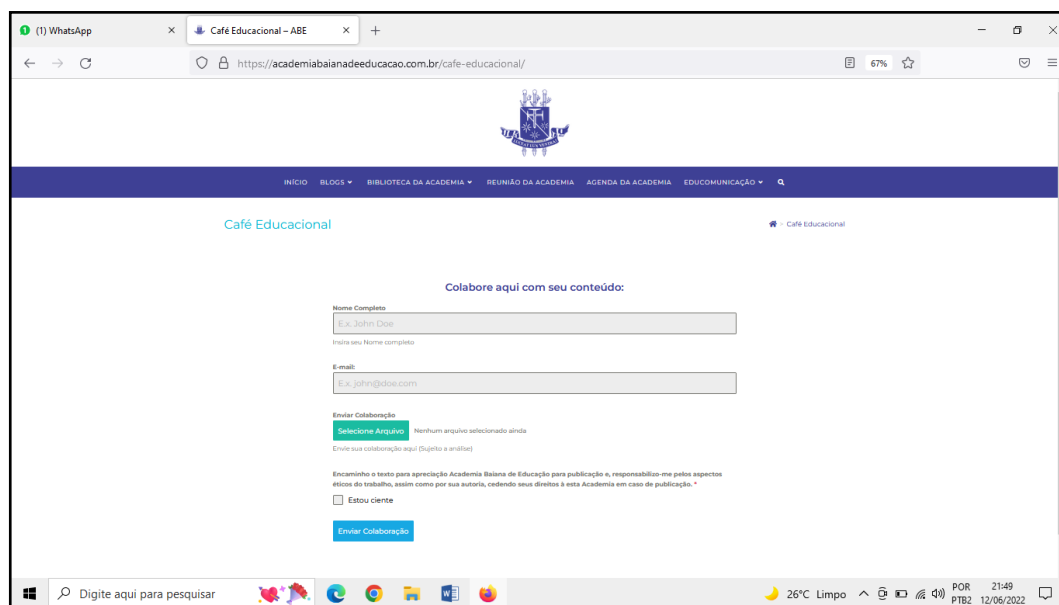 (1) WhatsApp
Café Educacional – ABE
https://academiabaianadeeducacao.com.br/cafe-educacional/
67%
INÍCIO BLOGS BIBLIOTECA DA ACADEMIA REUNIÃO DA ACADEMIA AGENDA DA ACADEMIA EDUCOMUNICAÇÃO
Café Educacional
> Café Educacional
Colabore aqui com seu conteúdo:
Nome Completo
E.x. John Doe
Insira seu Nome completo
E-mail:
E.x. john@doe.com
Enviar Colaboração
Selecione Arquivo Nenhum arquivo selecionado ainda
Envie sua colaboração aqui (Sujeito a análise)
Encaminho o texto para apreciação Academia Baiana de Educação para publicação e, responsabilizo-me pelos aspectos
éticos do trabalho, assim como por sua autoria, cedendo seus direitos à esta Academia em caso de publicação. *
Estou ciente
Enviar Colaboração
Digite aqui para pesquisar
26°C Limpo
POR 21:49
PTB2 12/06/2022